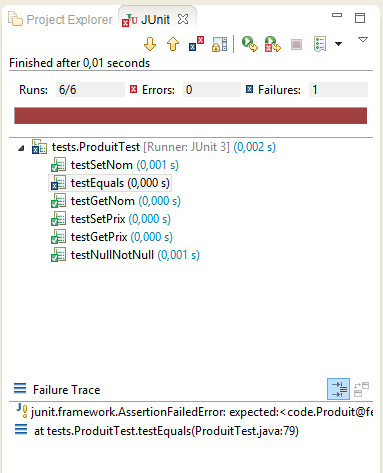 Project Explorer JUnit
Finished after 0,01 seconds
Runs: 6/6 Errors: 0 Failures: 1
tests.ProduitTest [Runner: JUnit 3] (0,002 s)
testSetNom (0,001 s)
testEquals (0,000 s)
testGetNom (0,000 s)
testSetPrix (0,000 s)
testGetPrix (0,000 s)
testNullNotNull (0,001 s)
Failure Trace
junit.framework.AssertionFailedError: expected:<code.Produit@fe
at tests.ProduitTest.testEquals(ProduitTest.java:79)